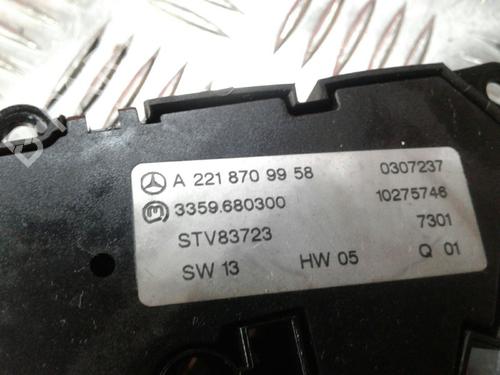 A 221 870 99 58 0307237
3359.680300 10275746
STV83723 7301
SW 13 HW 05 Q 01